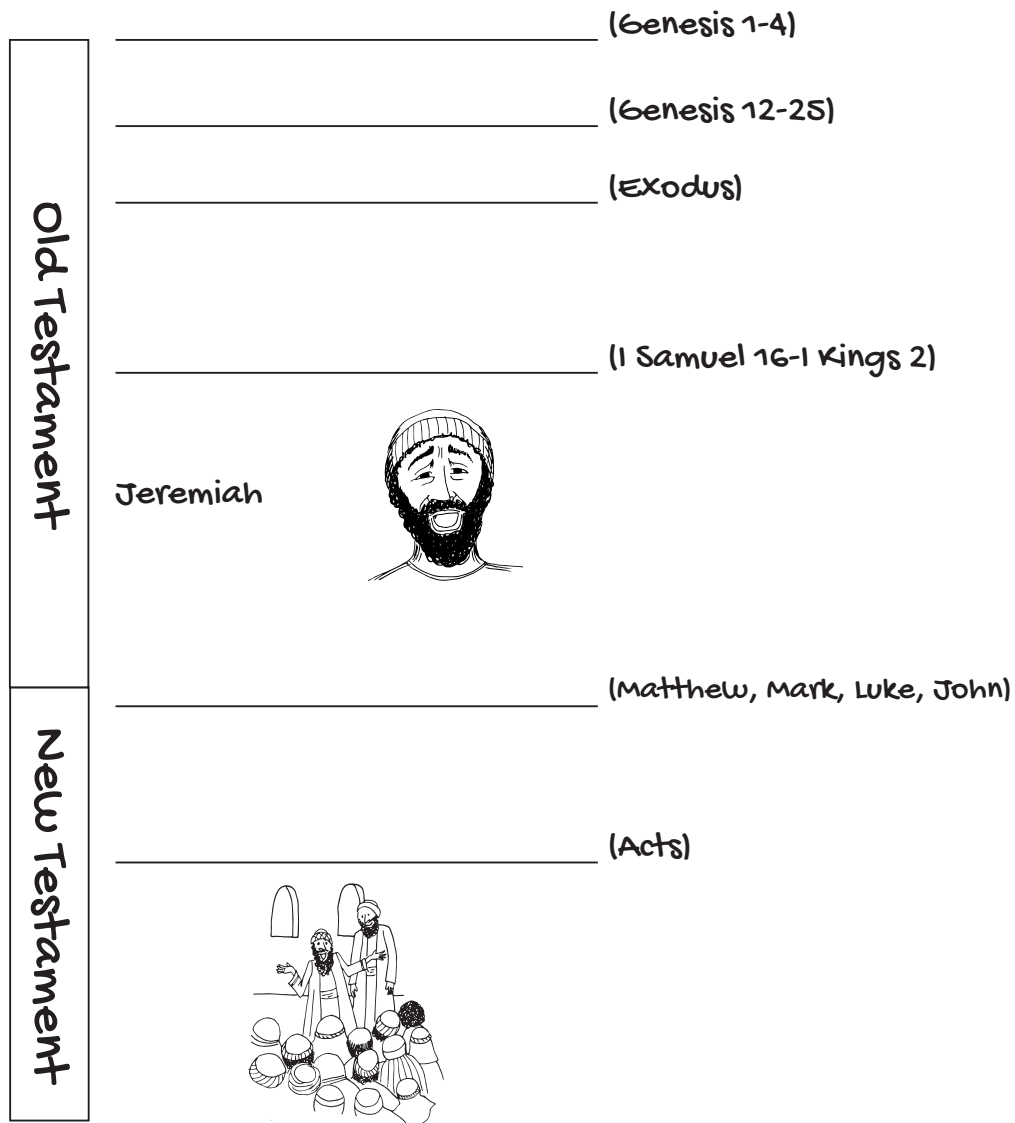 (Genesis 1-4)
(Genesis 12-25)
(Exodus)
Old Testament
(1 Samuel 16-1 Kings 2)
Jeremiah
(Matthew, Mark, Luke, John)
New Testament
(Acts)